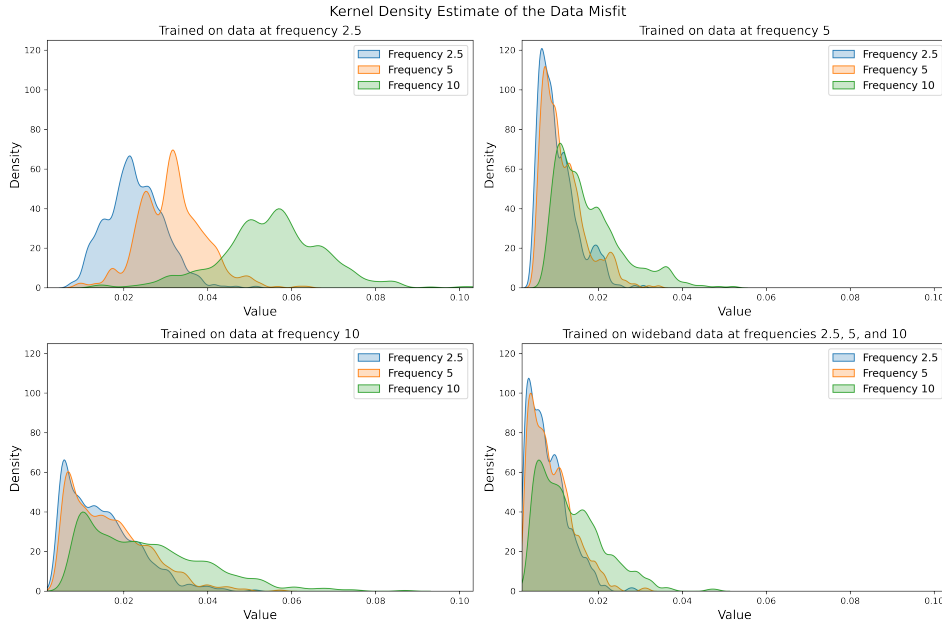 Kernel Density Estimate of the Data Misfit
Trained on data at frequency 2.5
120
100
80
60
40
20
0
Density
0.02
0.04
0.06
0.08
0.10
Value
Frequency 2.5
Frequency 5
Frequency 10
Trained on data at frequency 5
120
100
80
60
40
20
0
Density
0.02
0.04
0.06
0.08
0.10
Value
Frequency 2.5
Frequency 5
Frequency 10
Trained on data at frequency 10
120
100
80
60
40
20
0
Density
0.02
0.04
0.06
0.08
0.10
Value
Frequency 2.5
Frequency 5
Frequency 10
Trained on wideband data at frequencies 2.5, 5, and 10
120
100
80
60
40
20
0
Density
0.02
0.04
0.06
0.08
0.10
Value
Frequency 2.5
Frequency 5
Frequency 10